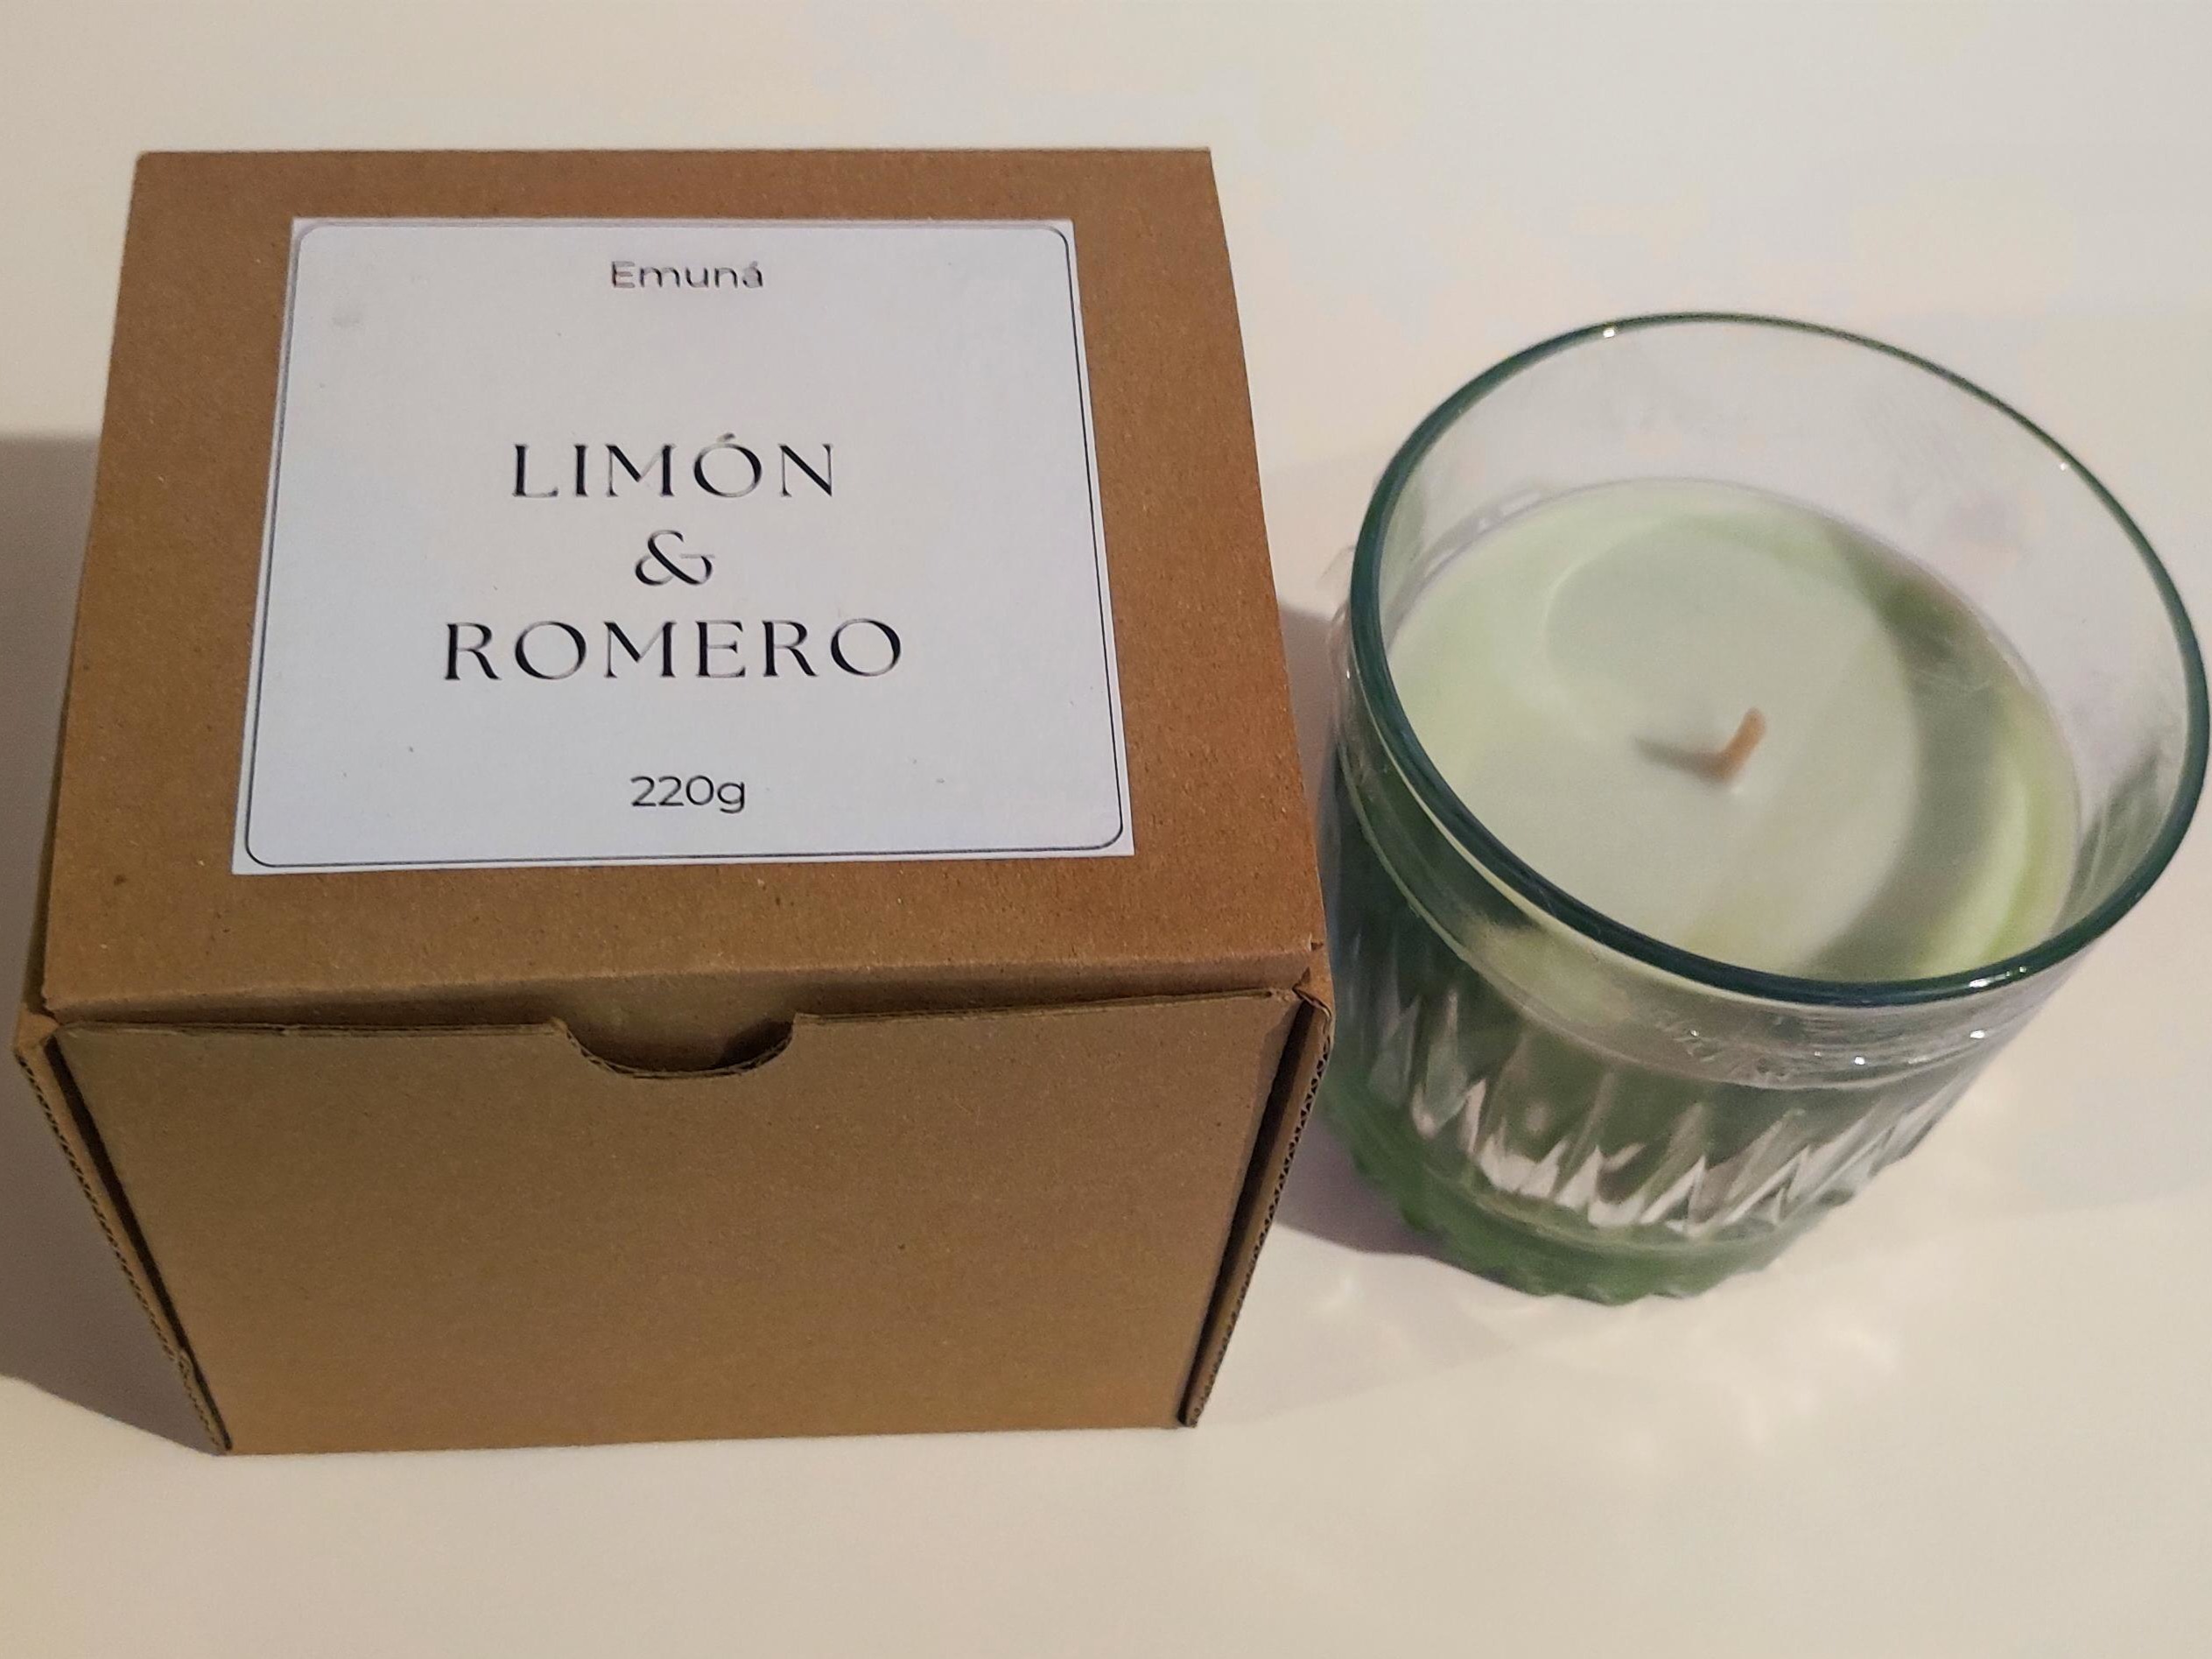 Emuná
LIMÓN
&
ROMERO
220g